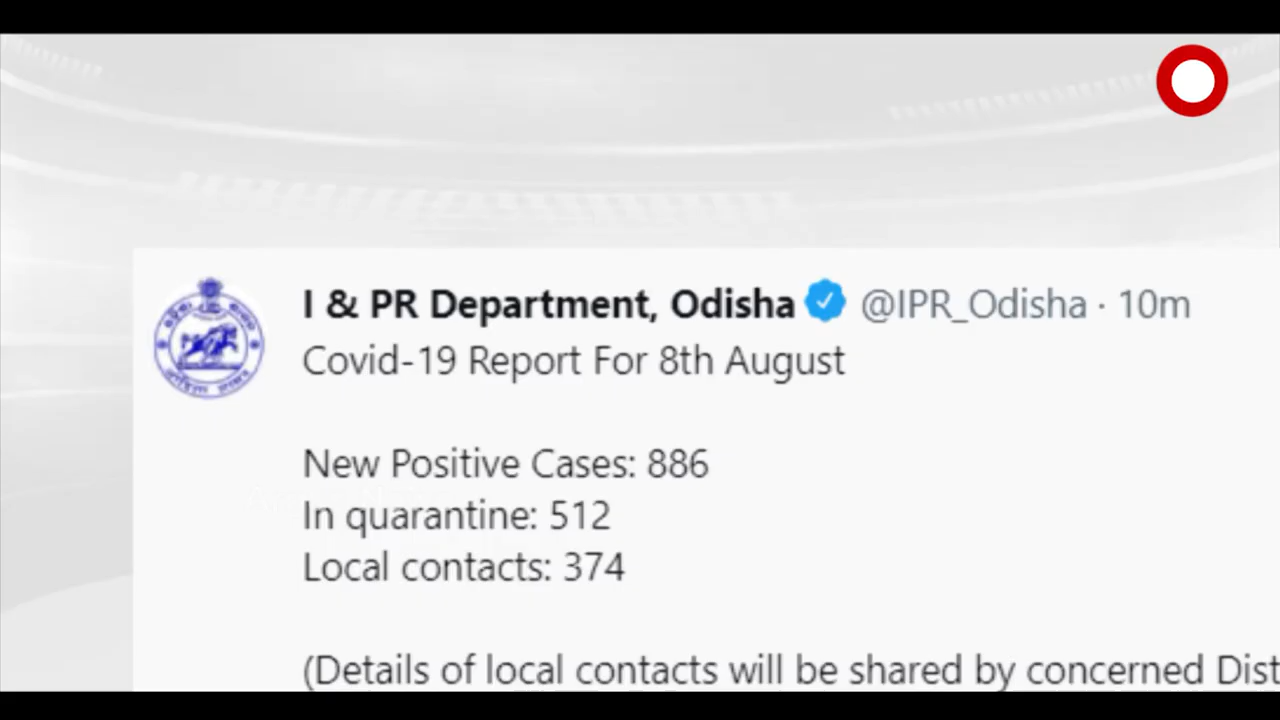 I & PR Department, Odisha @IPR_Odisha · 10m
Covid-19 Report For 8th August
New Positive Cases: 886
In quarantine: 512
Local contacts: 374
(Details of local contacts will be shared by concerned Dist